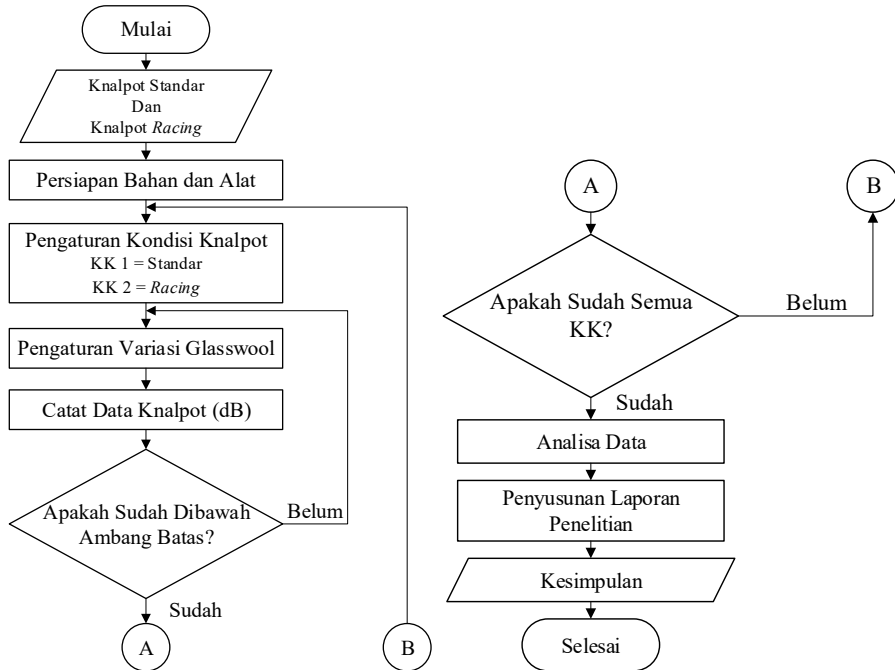 Mulai
Knalpot Standar
Dan
Knalpot Racing
Persiapan Bahan dan Alat
Pengaturan Kondisi Knalpot
KK 1 = Standar
KK 2 = Racing
Pengaturan Variasi Glasswool
Catat Data Knalpot (dB)
Apakah Sudah Dibawah
Ambang Batas?
Belum
Sudah
A
B
A
B
Apakah Sudah Semua
KK?
Belum
Sudah
Analisa Data
Penyusunan Laporan
Penelitian
Kesimpulan
Selesai